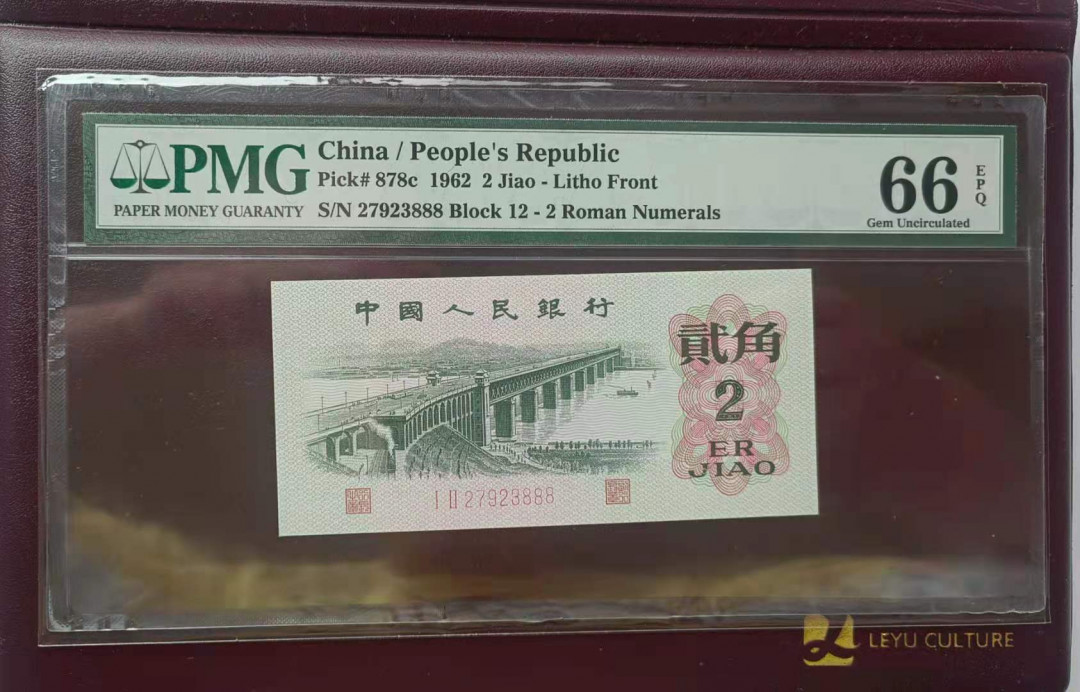 PMG
PAPER MONEY GUARANTY
China / People's Republic
Pick# 878c 1962 2 Jiao - Litho Front
S/N 27923888 Block 12 - 2 Roman Numerals
66
EPQ
Gem Uncirculated
中國人民銀行
貳角
2
ER
JIAO
I II 27923888
LEYU CULTURE